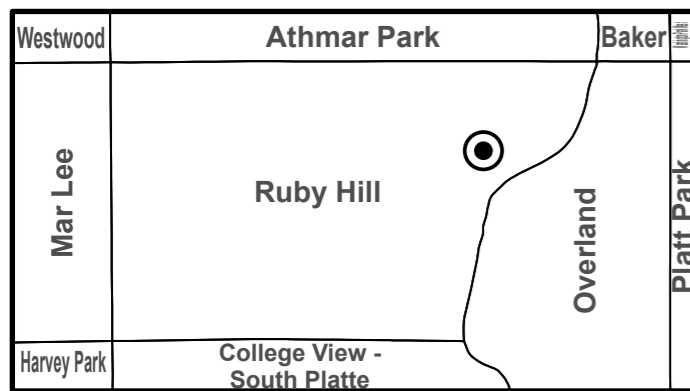 Westwood
Athmar Park
Baker
Mar Lee
Ruby Hill
Overland
Platt Park
Harvey Park
College View -
South Platte